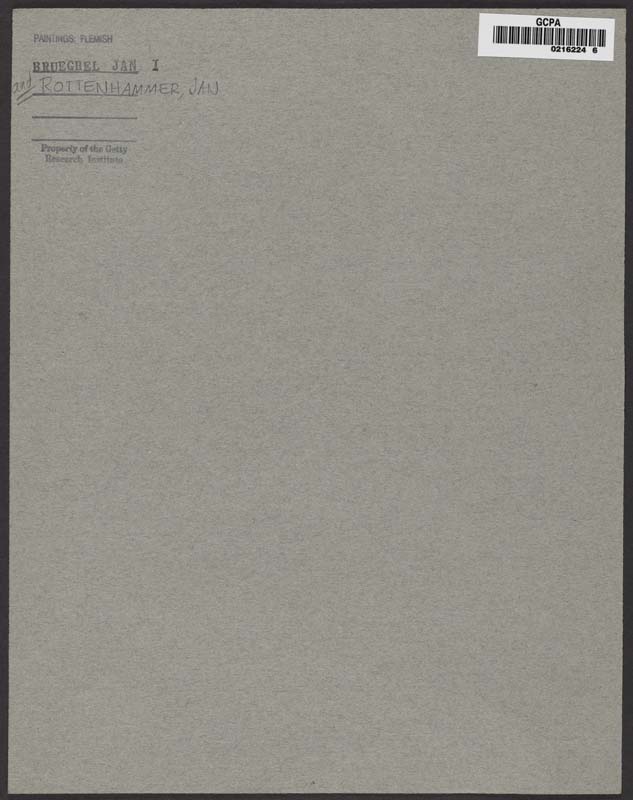 PAINTINGS: FLEMISH
BRUEGHEL JAN I
and ROTTENHAMMER, JAN
Property of the Getty
Research Institute
GCPA
0216224 6